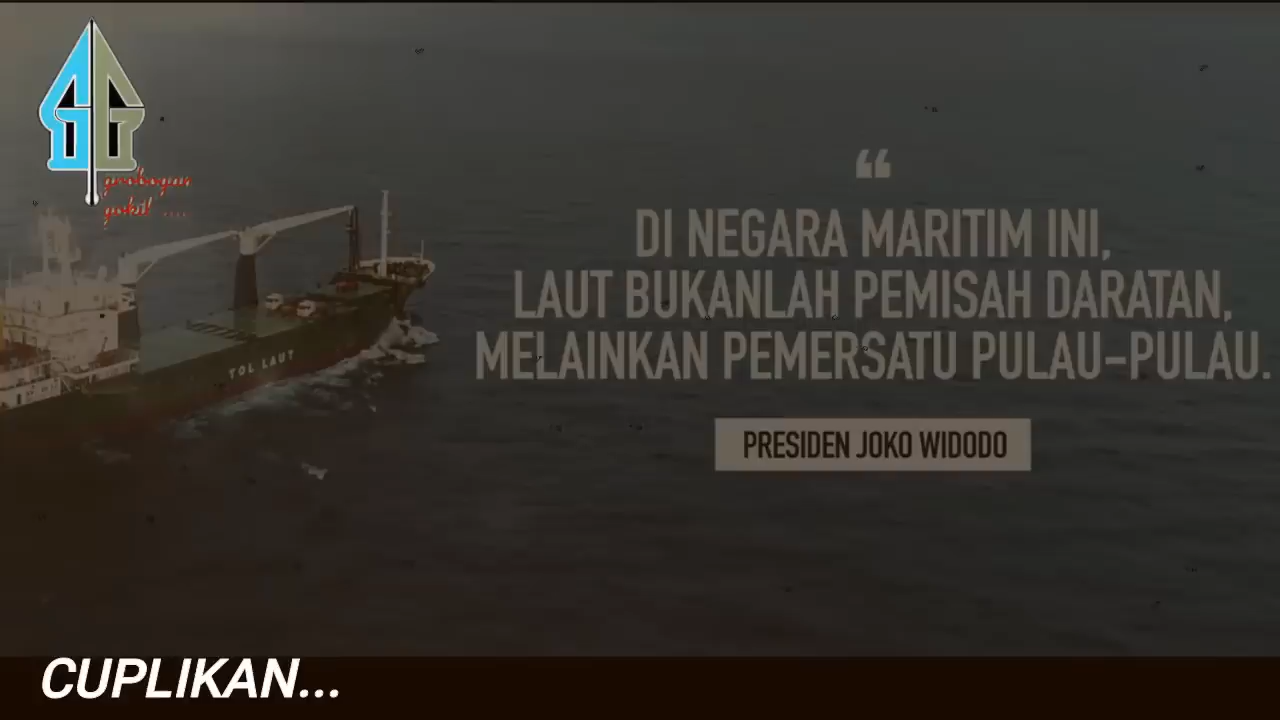 “
DI NEGARA MARITIM INI,
LAUT BUKANLAH PEMISAH DARATAN,
MELAINKAN PEMERSATU PULAU-PULAU.
PRESIDEN JOKO WIDODO
TOL LAUT
CUPLIKAN...